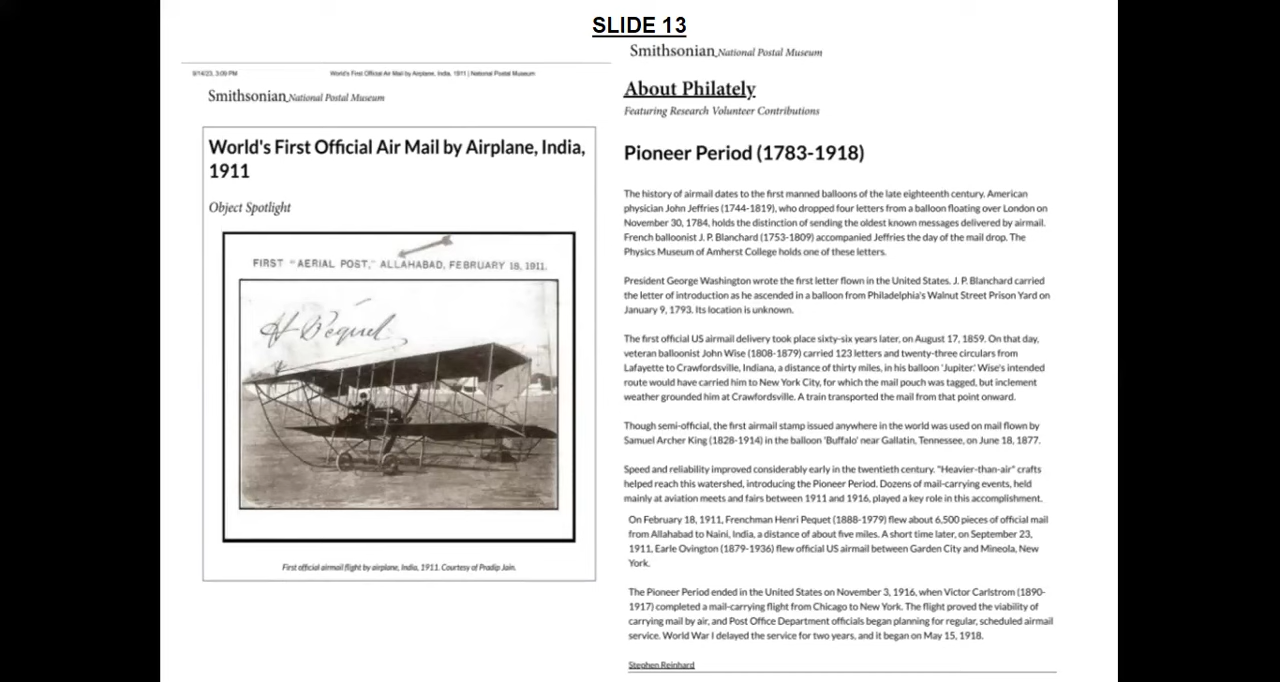 SLIDE 13
9/14/23, 3:09 PM
World's First Official Air Mail by Airplane, India, 1911 | National Postal Museum
Smithsonian National Postal Museum
World's First Official Air Mail by Airplane, India,
1911
Object Spotlight
FIRST "AERIAL POST," ALLAHABAD, FEBRUARY 18, 1911.
H Pequet
First official airmail flight by airplane, India, 1911. Courtesy of Pradip Jain.
Smithsonian National Postal Museum
About Philately
Featuring Research Volunteer Contributions
Pioneer Period (1783-1918)
The history of airmail dates to the first manned balloons of the late eighteenth century. American
physician John Jeffries (1744-1819), who dropped four letters from a balloon floating over London on
November 30, 1784, holds the distinction of sending the oldest known messages delivered by airmail.
French balloonist J. P. Blanchard (1753-1809) accompanied Jeffries the day of the mail drop. The
Physics Museum of Amherst College holds one of these letters.
President George Washington wrote the first letter flown in the United States. J. P. Blanchard carried
the letter of introduction as he ascended in a balloon from Philadelphia's Walnut Street Prison Yard on
January 9, 1793. Its location is unknown.
The first official US airmail delivery took place sixty-six years later, on August 17, 1859. On that day,
veteran balloonist John Wise (1808-1879) carried 123 letters and twenty-three circulars from
Lafayette to Crawfordsville, Indiana, a distance of thirty miles, in his balloon 'Jupiter.' Wise's intended
route would have carried him to New York City, for which the mail pouch was tagged, but inclement
weather grounded him at Crawfordsville. A train transported the mail from that point onward.
Though semi-official, the first airmail stamp issued anywhere in the world was used on mail flown by
Samuel Archer King (1828-1914) in the balloon 'Buffalo' near Gallatin, Tennessee, on June 18, 1877.
Speed and reliability improved considerably early in the twentieth century. "Heavier-than-air" crafts
helped reach this watershed, introducing the Pioneer Period. Dozens of mail-carrying events, held
mainly at aviation meets and fairs between 1911 and 1916, played a key role in this accomplishment.
On February 18, 1911, Frenchman Henri Pequet (1888-1979) flew about 6,500 pieces of official mail
from Allahabad to Naini, India, a distance of about five miles. A short time later, on September 23,
1911, Earle Ovington (1879-1936) flew official US airmail between Garden City and Mineola, New
York.
The Pioneer Period ended in the United States on November 3, 1916, when Victor Carlstrom (1890-
1917) completed a mail-carrying flight from Chicago to New York. The flight proved the viability of
carrying mail by air, and Post Office Department officials began planning for regular, scheduled airmail
service. World War I delayed the service for two years, and it began on May 15, 1918.
Stephen Reinhard